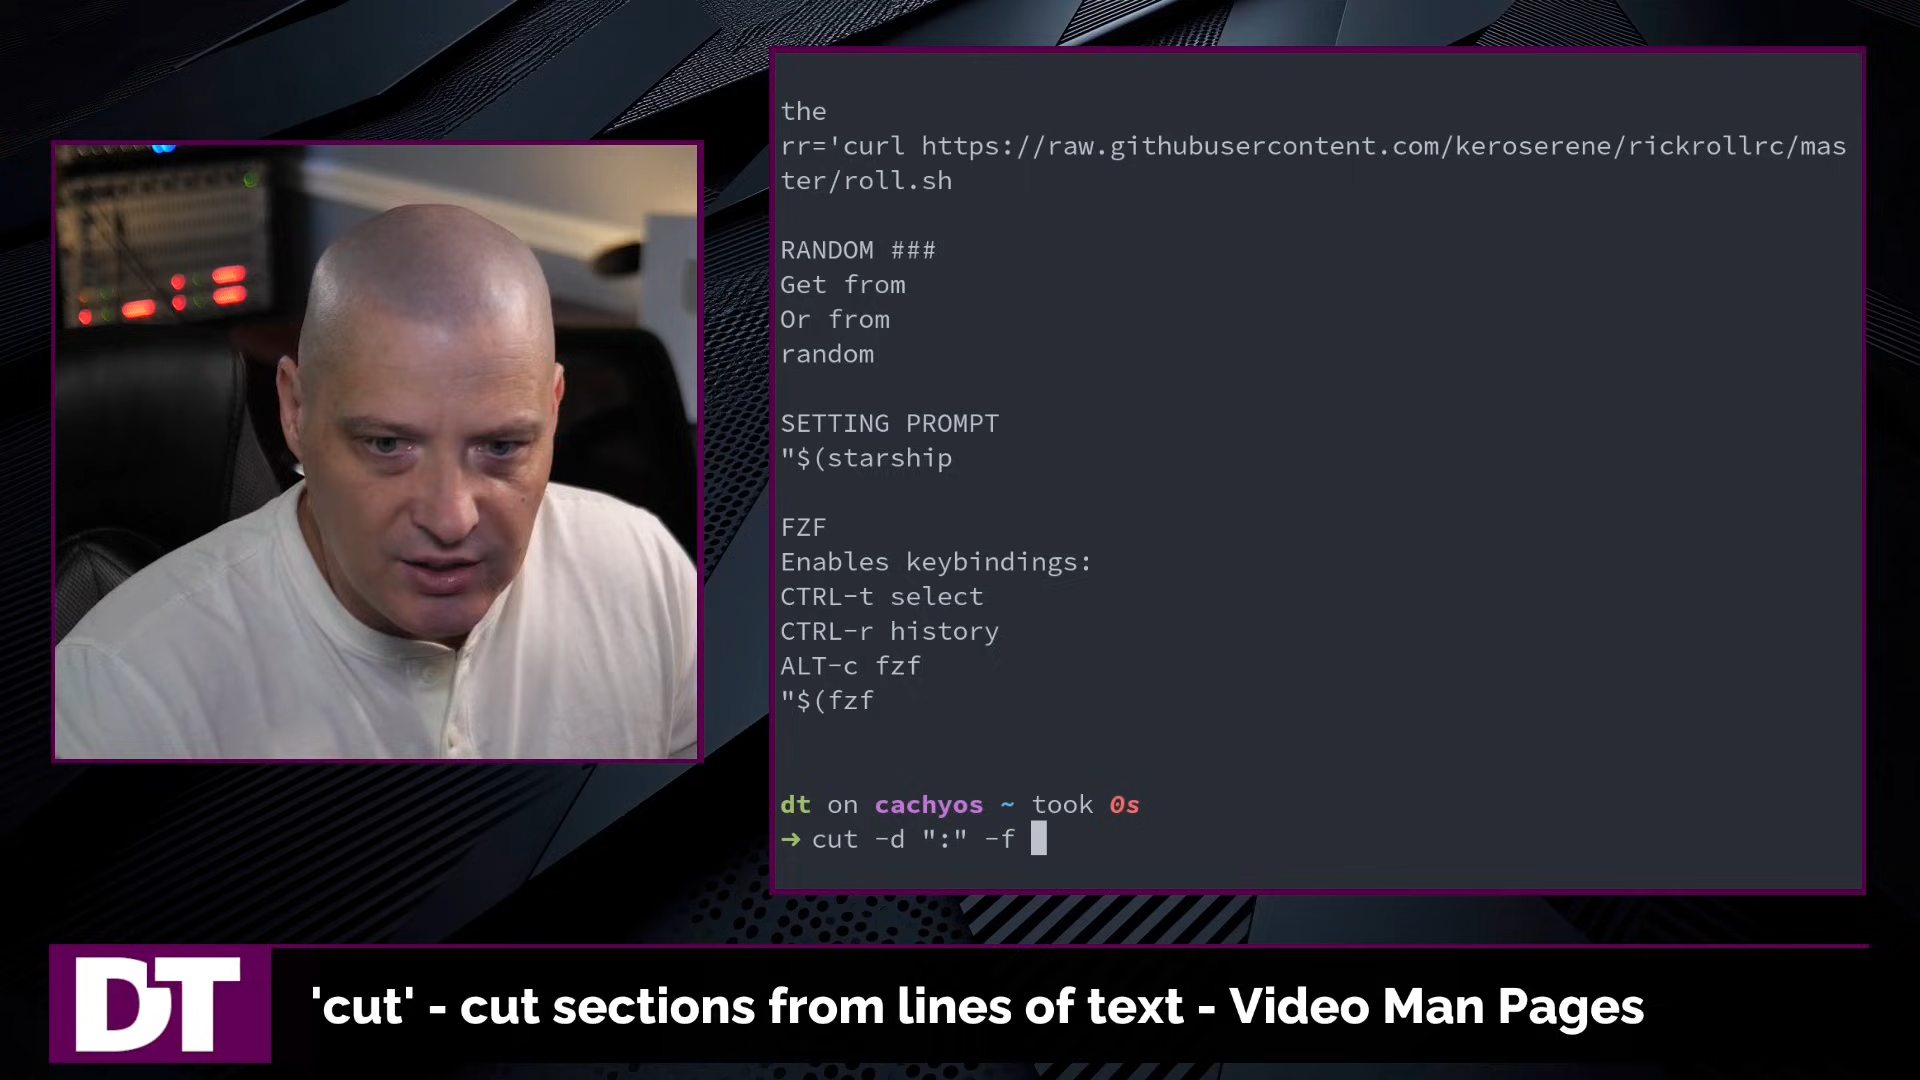 the
rr='curl https://raw.githubusercontent.com/keroserene/rickrollrc/mas
ter/roll.sh
RANDOM ###
Get from
Or from
random
SETTING PROMPT
"$(starship
FZF
Enables keybindings:
CTRL-t select
CTRL-r history
ALT-c fzf
"$(fzf
dt on cachyos ~ took 0s
➜ cut -d ":" -f
DT
'cut' - cut sections from lines of text - Video Man Pages